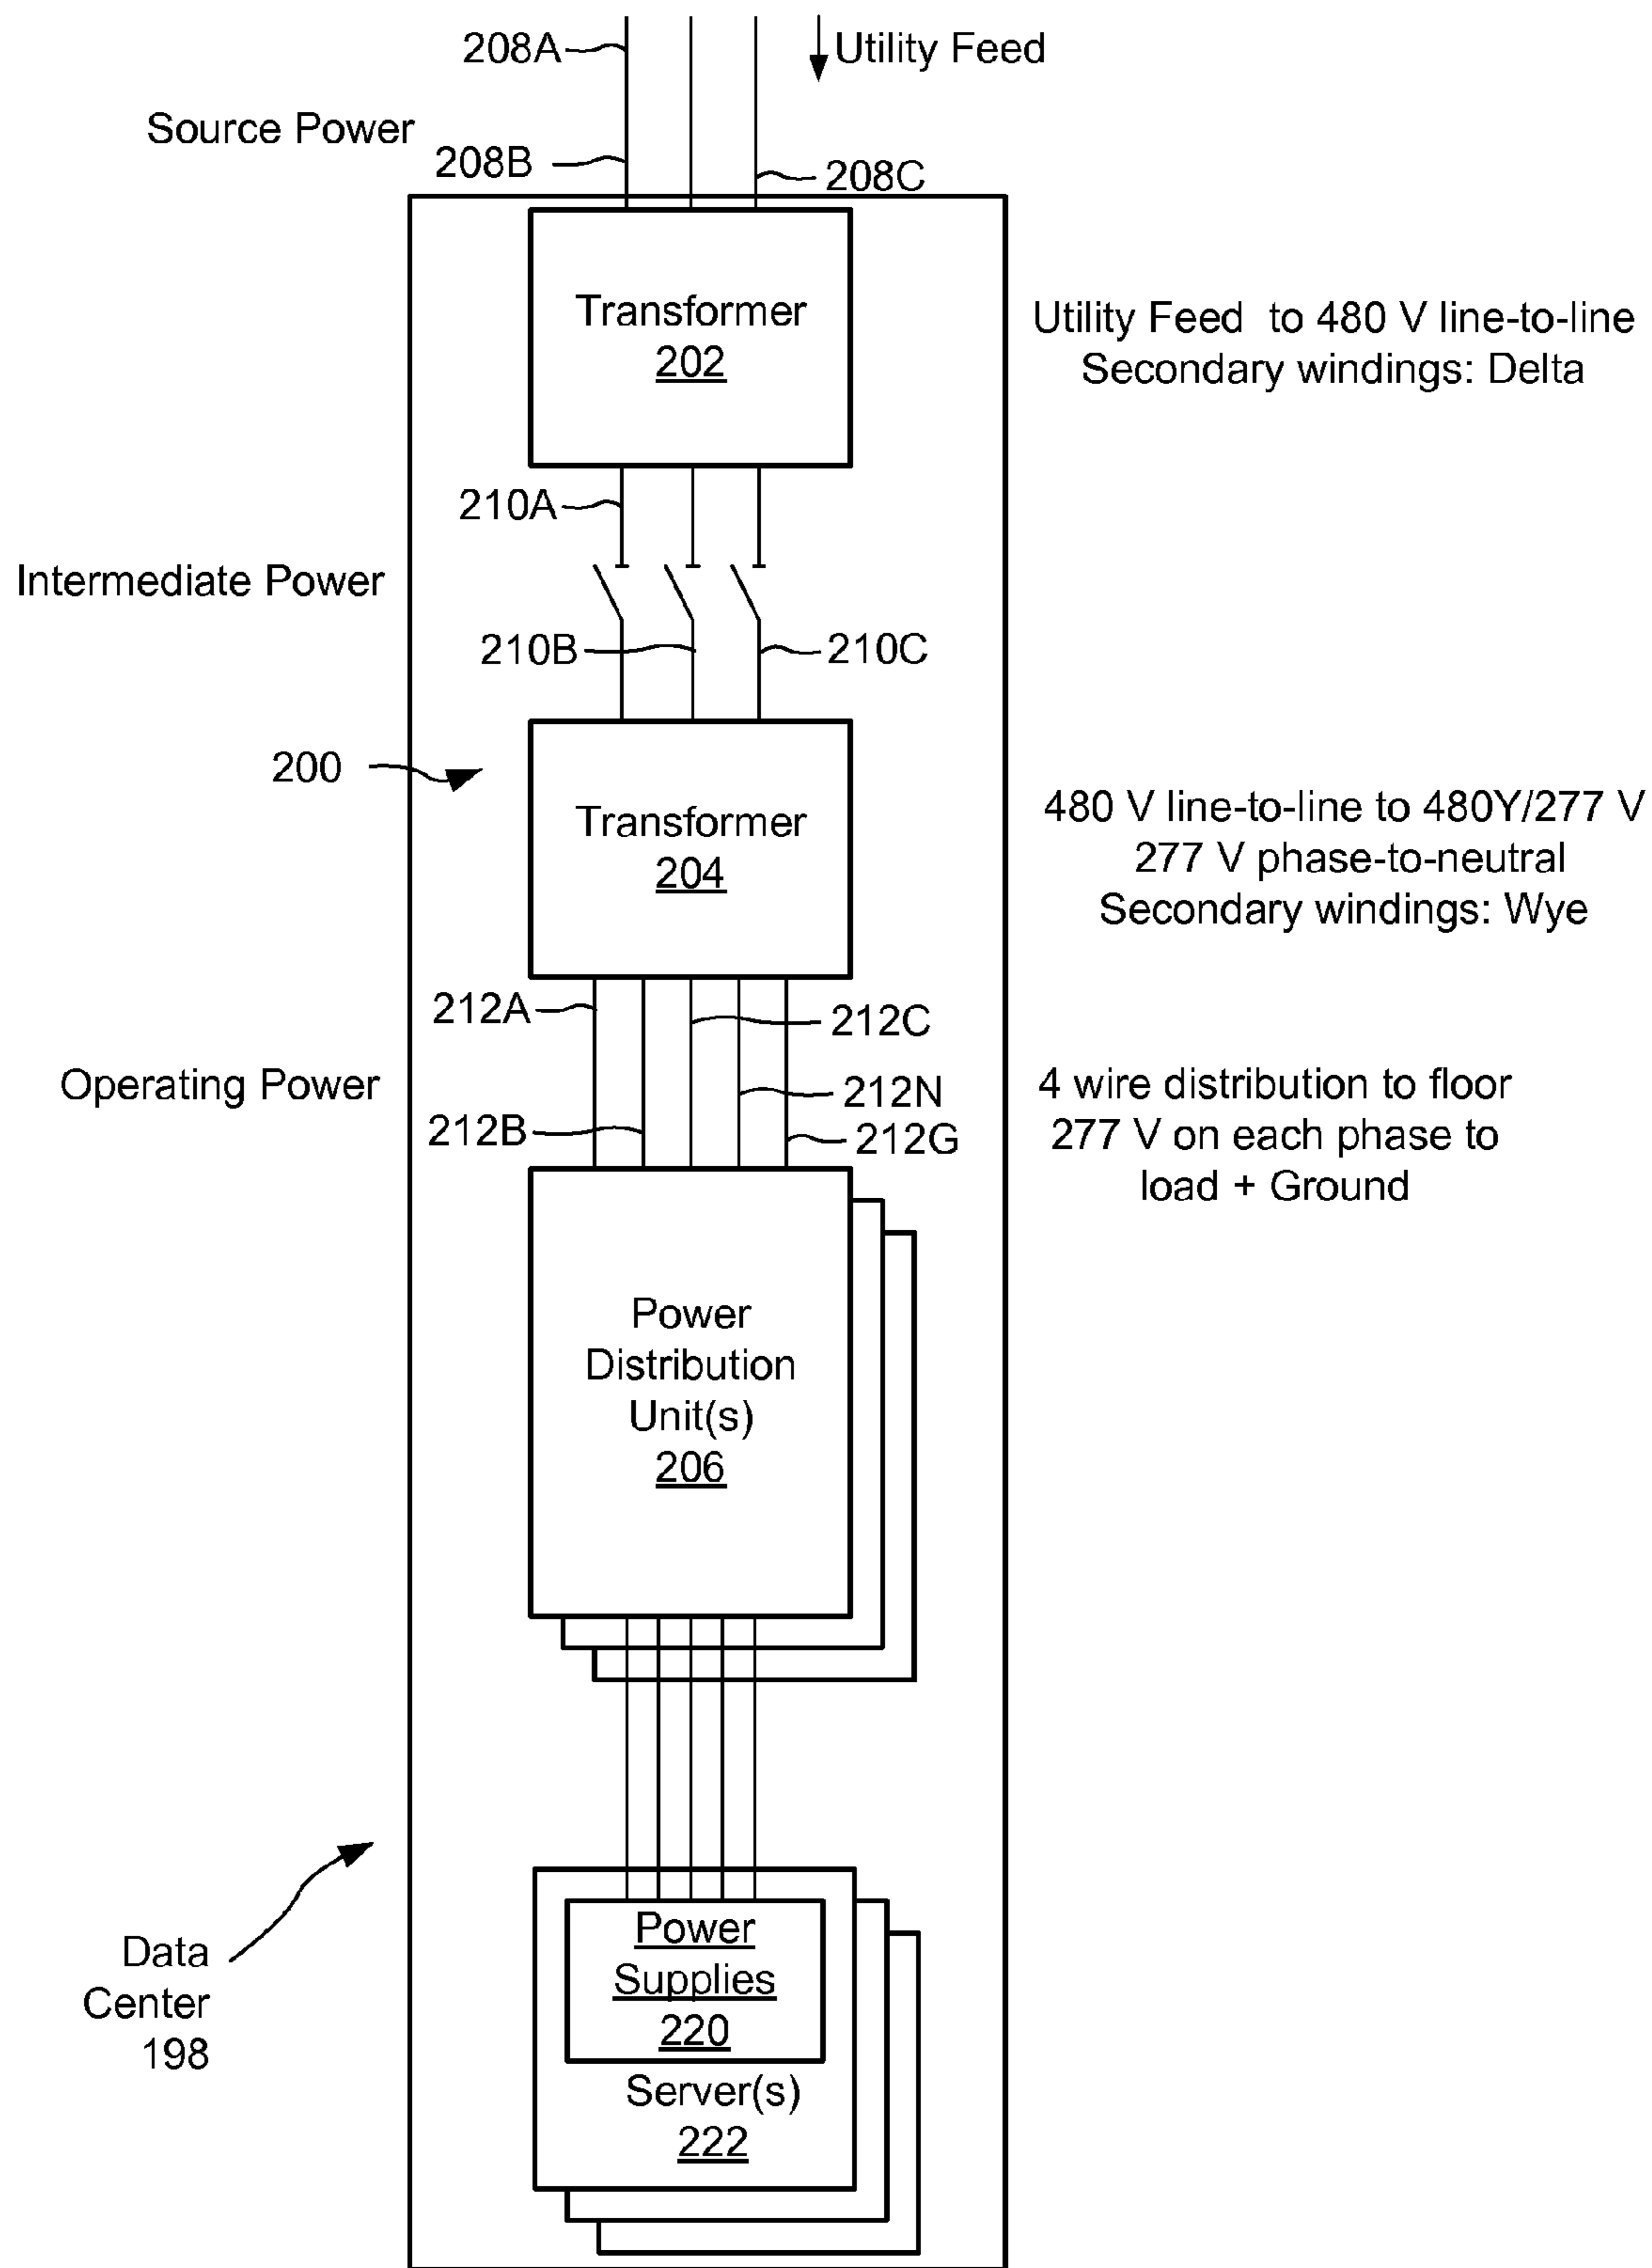 208A
Utility Feed
Source Power
208B
208C
Transformer
202
Utility Feed to 480 V line-to-line
Secondary windings: Delta
210A
Intermediate Power
210B
210C
200
Transformer
204
480 V line-to-line to 480Y/277 V
277 V phase-to-neutral
Secondary windings: Wye
212A
212C
Operating Power
212N
212B
212G
4 wire distribution to floor
277 V on each phase to
load + Ground
Power
Distribution
Unit(s)
206
Data
Center
198
Power
Supplies
220
Server(s)
222